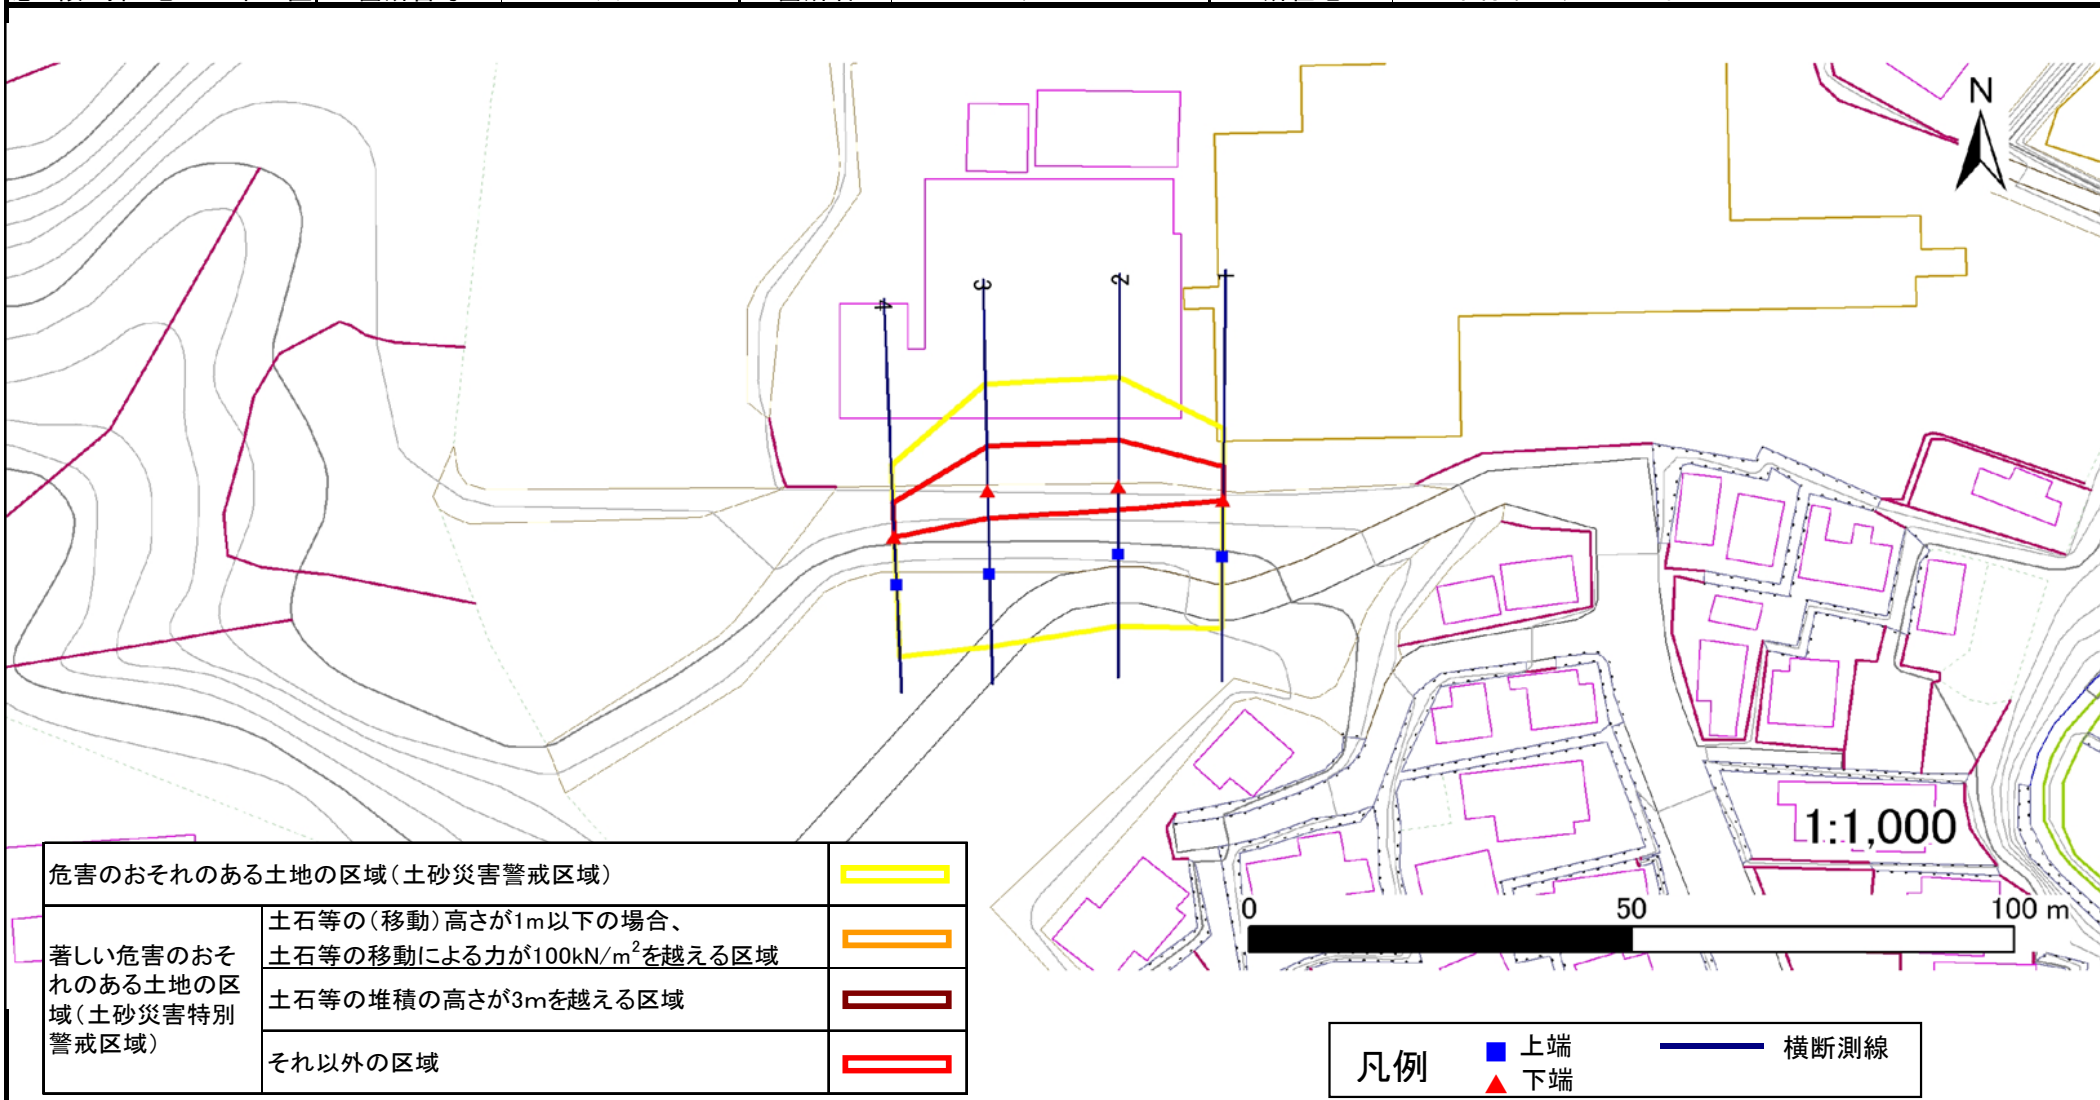 N
4
3
2
1
1:1,000
0 50 100 m
危害のおそれのある土地の区域(土砂災害警戒区域)
著しい危害のおそれのある土地の区域(土砂災害特別警戒区域)
土石等の(移動)高さが1m以下の場合、
土石等の移動による力が100kN/m²を越える区域
土石等の堆積の高さが3mを越える区域
それ以外の区域
凡例
上端
下端
横断測線